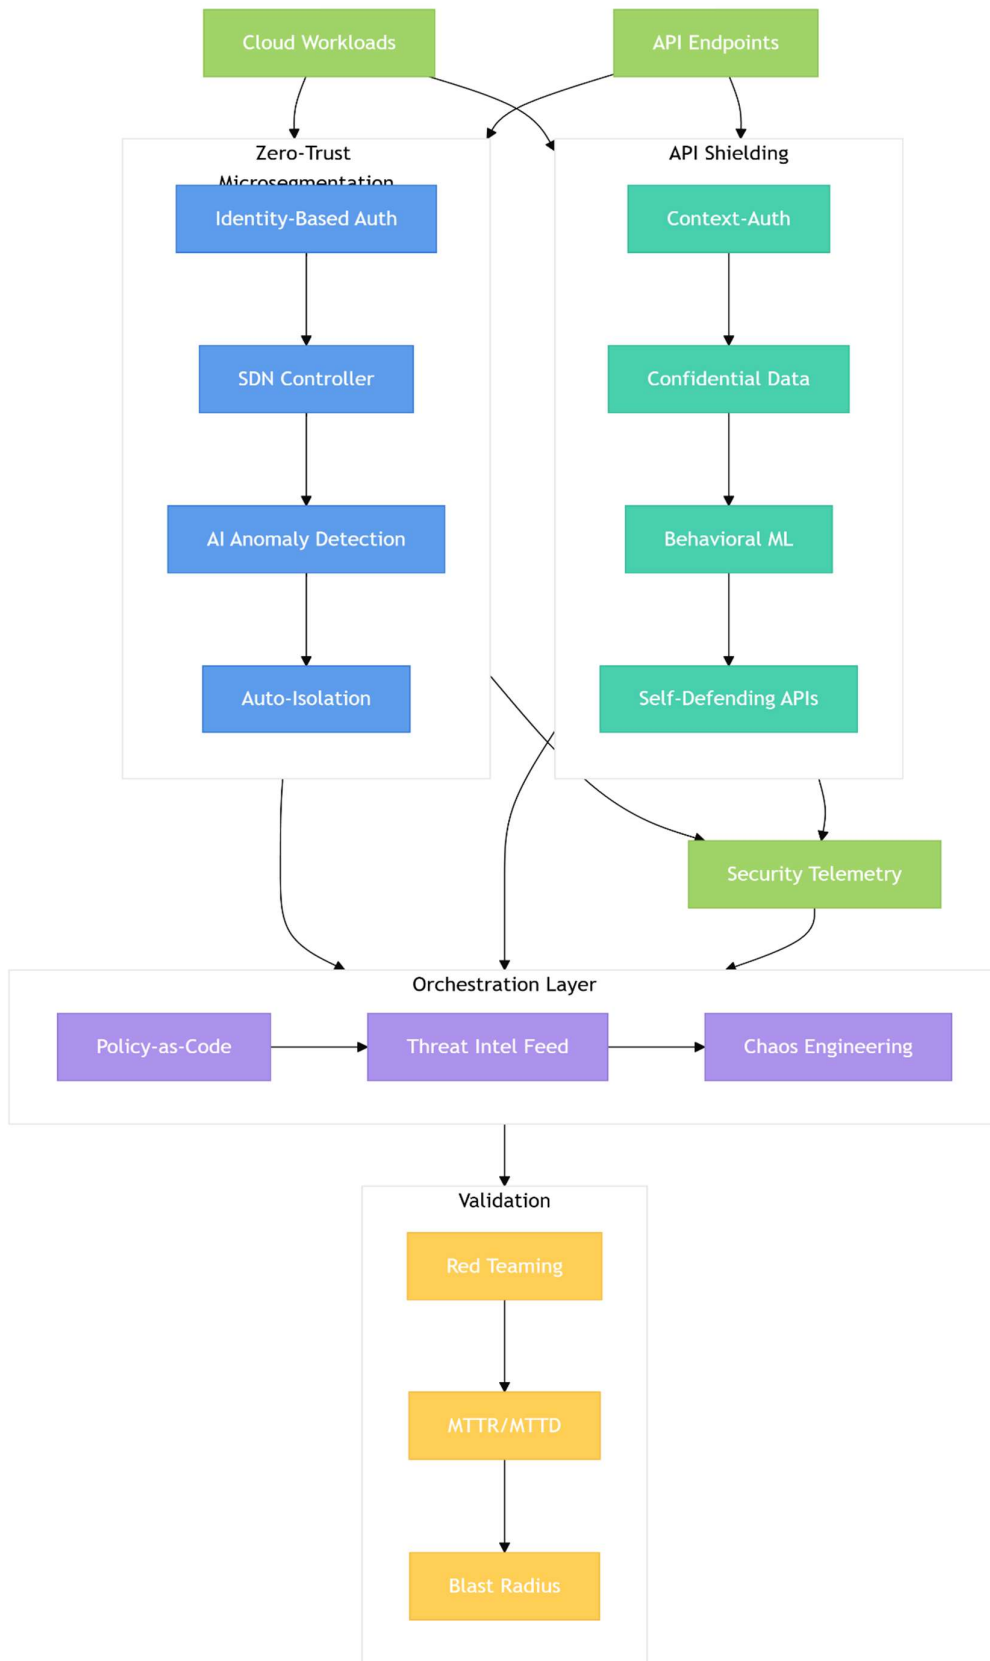 Cloud Workloads
API Endpoints
Zero-Trust
Microsegmentation
API Shielding
Identity-Based Auth
Context-Auth
SDN Controller
Confidential Data
AI Anomaly Detection
Behavioral ML
Auto-Isolation
Self-Defending APIs
Security Telemetry
Orchestration Layer
Policy-as-Code
Threat Intel Feed
Chaos Engineering
Validation
Red Teaming
MTTR/MTTD
Blast Radius